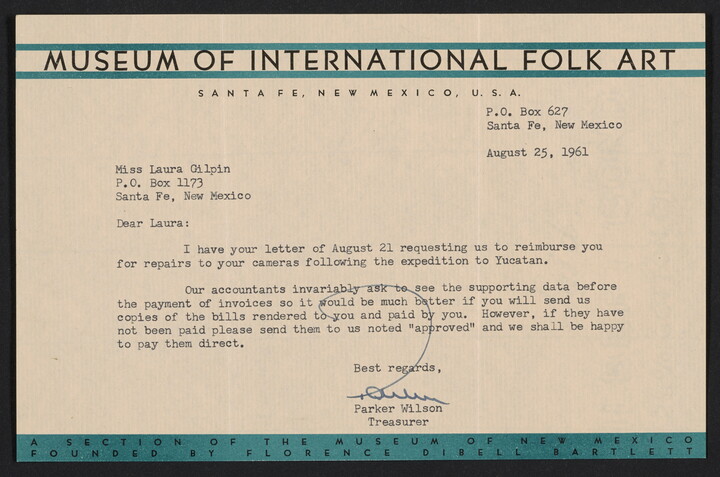 MUSEUM OF INTERNATIONAL FOLK ART
SANTA FE, NEW MEXICO, U.S.A.
P.O. Box 627
Santa Fe, New Mexico
August 25, 1961
Miss Laura Gilpin
P.O. Box 1173
Santa Fe, New Mexico
Dear Laura:
I have your letter of August 21 requesting us to reimburse you
for repairs to your cameras following the expedition to Yucatan.
Our accountants invariably ask to see the supporting data before
the payment of invoices so it would be much better if you will send us
copies of the bills rendered to you and paid by you. However, if they have
not been paid please send them to us noted "approved" and we shall be happy
to pay them direct.
Best regards,
Parker Wilson
Treasurer
A SECTION OF THE MUSEUM OF NEW MEXICO
FOUNDED BY FLORENCE DIBELL BARTLETT